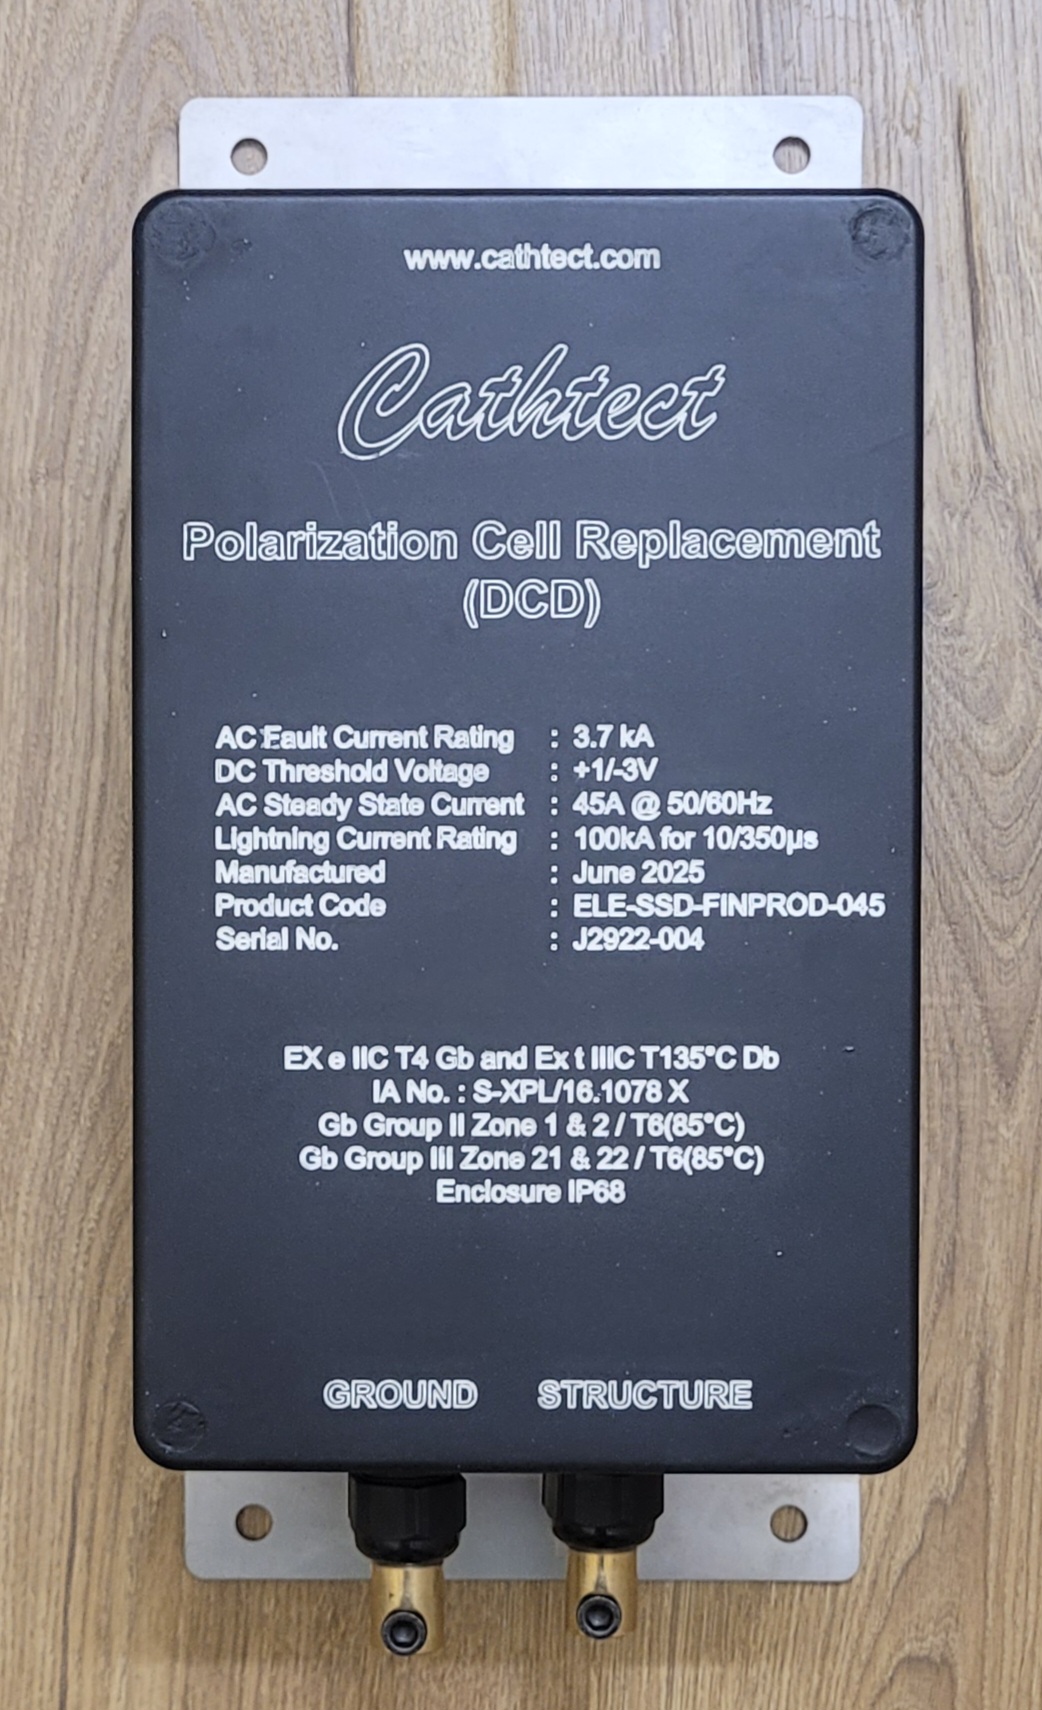 www.cathtect.com
Cathtect
Polarization Cell Replacement
(DCD)
AC Fault Current Rating : 3.7 kA
DC Threshold Voltage : +1/-3V
AC Steady State Current : 45A @ 50/60Hz
Lightning Current Rating : 100kA for 10/350µs
Manufactured : June 2025
Product Code : ELE-SSD-FINPROD-045
Serial No. : J2922-004
EX e IIC T4 Gb and Ex t IIIC T135°C Db
IA No. : S-XPL/16.1078 X
Gb Group II Zone 1 & 2 / T6(85°C)
Gb Group III Zone 21 & 22 / T6(85°C)
Enclosure IP68
GROUND STRUCTURE